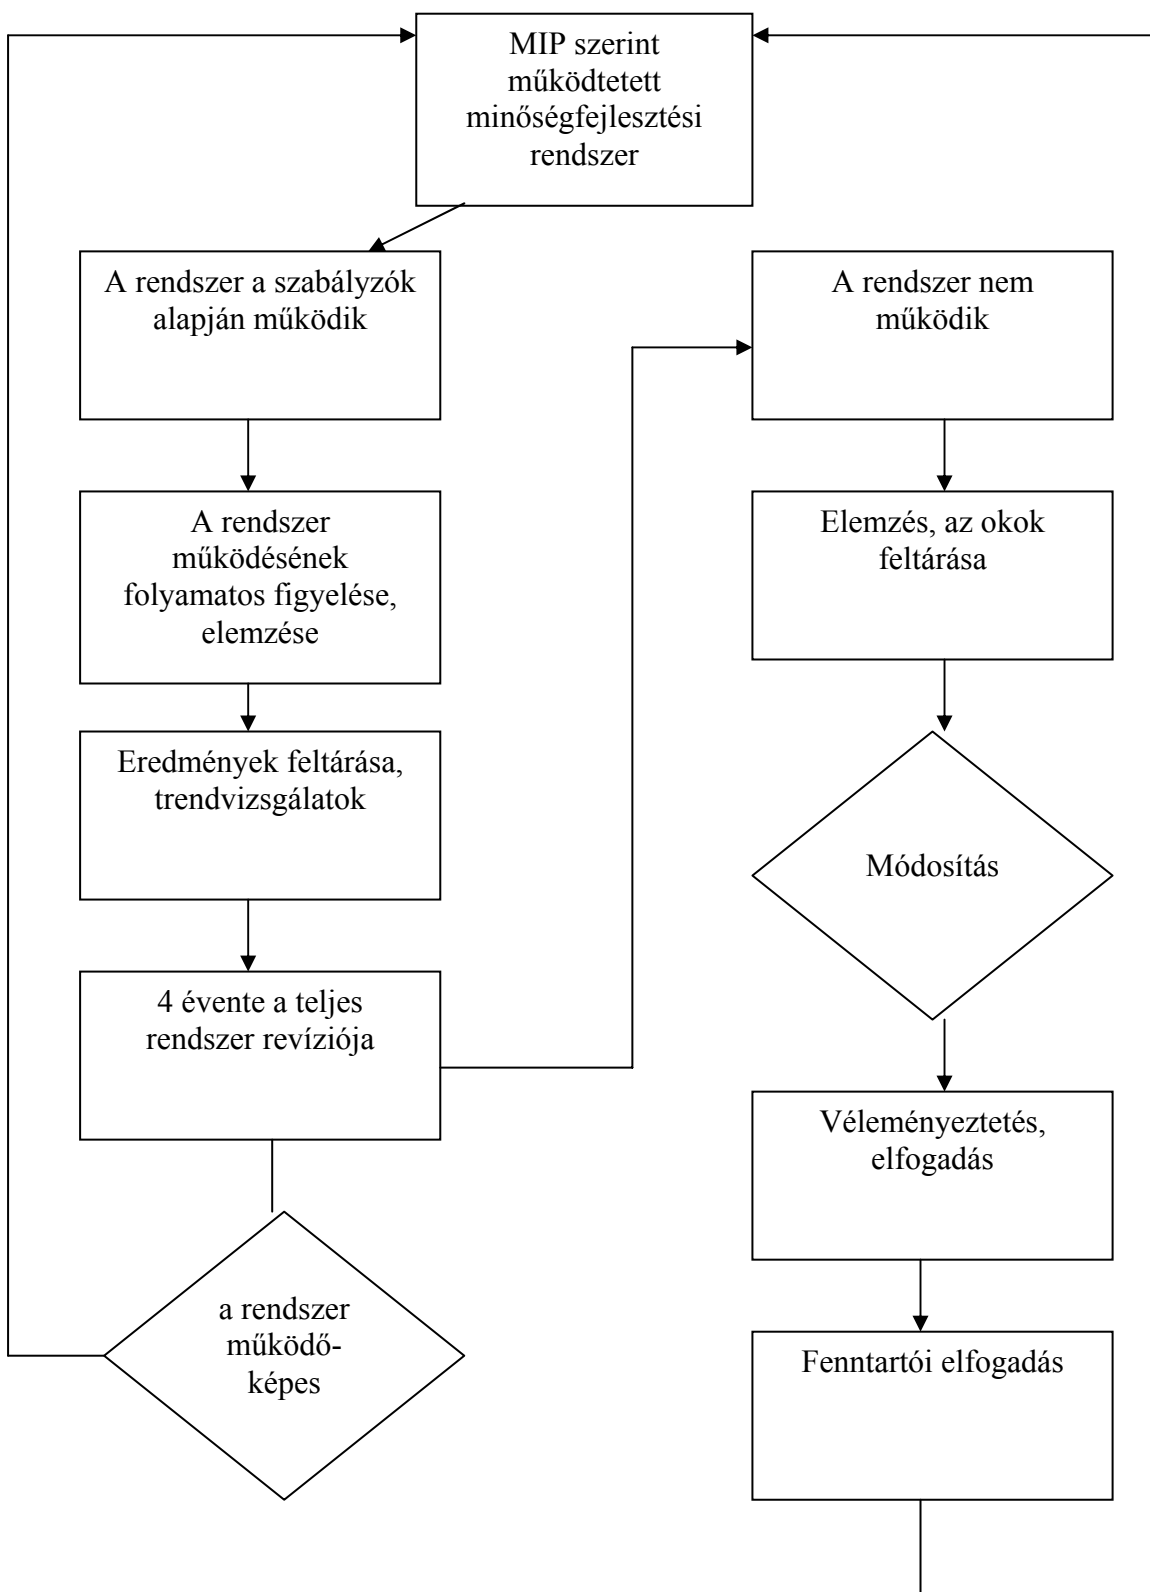 MIP szerint
működtetett
minőségfejlesztési
rendszer
A rendszer a szabályzók
alapján működik
A rendszer nem
működik
A rendszer
működésének
folyamatos figyelése,
elemzése
Elemzés, az okok
feltárása
Eredmények feltárása,
trendvizsgálatok
Módosítás
4 évente a teljes
rendszer revíziója
Véleményeztetés,
elfogadás
a rendszer
működő-
képes
Fenntartói elfogadás